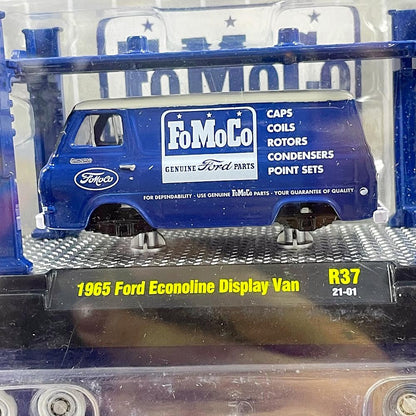 FoMoCo
FoMoCo
GENUINE Ford PARTS
CAPS
COILS
ROTORS
CONDENSERS
POINT SETS
FoMoCo
FOR DEPENDABILITY - USE GENUINE FoMoCo PARTS - YOUR GUARANTEE OF QUALITY
1965 Ford Econoline Display Van
R37
21-01